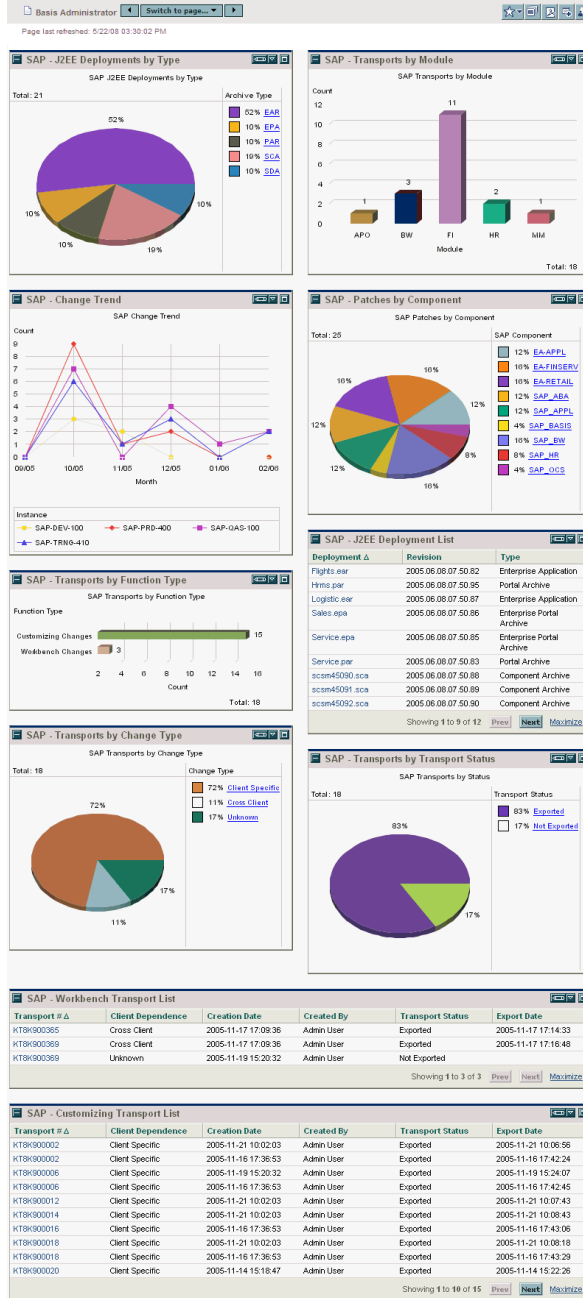 Basis Administrator Switch to page...
Page last refreshed: 5/22/08 03:30:02 PM
SAP - J2EE Deployments by Type
SAP J2EE Deployments by Type
Total: 21
Archive Type
52% EAR
10% EPA
10% PAR
19% SCA
10% SDA
52%
10%
10%
19%
10%
SAP - Transports by Module
SAP Transports by Module
Count
12
10
8
6
4
2
0
1
3
11
2
1
APO BW FI HR MM
Module
Total: 18
SAP - Change Trend
SAP Change Trend
Count
9
8
7
6
5
4
3
2
1
0
09/05 10/05 11/05 12/05 01/06 02/06
Month
Instance
SAP-DEV-100 SAP-PRD-400 SAP-QAS-100
SAP-TRNG-410
SAP - Patches by Component
SAP Patches by Component
Total: 25
SAP Component
12% EA-APPL
16% EA-FINSERV
16% EA-RETAIL
12% SAP_ABA
12% SAP_APPL
4% SAP_BASIS
16% SAP_BW
8% SAP_HR
4% SAP_OCS
16%
16%
12%
12%
8%
12%
16%
SAP - Transports by Function Type
SAP Transports by Function Type
Function Type
Customizing Changes 15
Workbench Changes 3
2 4 6 8 10 12 14 16
Count
Total: 18
SAP - J2EE Deployment List
Deployment Revision Type
Flights.ear 2005.06.08.07.50.82 Enterprise Application
Hrms.par 2005.06.08.07.50.95 Portal Archive
Logistic.ear 2005.06.08.07.50.87 Enterprise Application
Sales.epa 2005.06.08.07.50.86 Enterprise Portal
Archive
Service.epa 2005.06.08.07.50.85 Enterprise Portal
Archive
Service.par 2005.06.08.07.50.83 Portal Archive
scsm45090.sca 2005.06.08.07.50.88 Component Archive
scsm45091.sca 2005.06.08.07.50.89 Component Archive
scsm45092.sca 2005.06.08.07.50.90 Component Archive
Showing 1 to 9 of 12 Prev Next Maximize
SAP - Transports by Change Type
SAP Transports by Change Type
Total: 18
Change Type
72% Client Specific
11% Cross Client
17% Unknown
72%
17%
11%
SAP - Transports by Transport Status
SAP Transports by Status
Total: 18
Transport Status
83% Exported
17% Not Exported
83%
17%
SAP - Workbench Transport List
Transport # Client Dependence Creation Date Created By Transport Status Export Date
KT8K900365 Cross Client 2005-11-17 17:09:36 Admin User Exported 2005-11-17 17:14:33
KT8K900369 Cross Client 2005-11-17 17:09:36 Admin User Exported 2005-11-17 17:16:48
KT8K900369 Unknown 2005-11-19 15:20:32 Admin User Not Exported
Showing 1 to 3 of 3 Prev Next Maximize
SAP - Customizing Transport List
Transport # Client Dependence Creation Date Created By Transport Status Export Date
KT8K900002 Client Specific 2005-11-21 10:02:03 Admin User Exported 2005-11-21 10:06:56
KT8K900002 Client Specific 2005-11-16 17:36:53 Admin User Exported 2005-11-16 17:42:24
KT8K900006 Client Specific 2005-11-19 15:20:32 Admin User Exported 2005-11-19 15:24:07
KT8K900006 Client Specific 2005-11-16 17:36:53 Admin User Exported 2005-11-16 17:42:45
KT8K900012 Client Specific 2005-11-21 10:02:03 Admin User Exported 2005-11-21 10:07:43
KT8K900014 Client Specific 2005-11-21 10:02:03 Admin User Exported 2005-11-21 10:08:43
KT8K900016 Client Specific 2005-11-16 17:36:53 Admin User Exported 2005-11-16 17:43:06
KT8K900018 Client Specific 2005-11-21 10:02:03 Admin User Exported 2005-11-21 10:08:18
KT8K900018 Client Specific 2005-11-16 17:36:53 Admin User Exported 2005-11-16 17:43:29
KT8K900020 Client Specific 2005-11-14 15:18:47 Admin User Exported 2005-11-14 15:22:26
Showing 1 to 10 of 15 Prev Next Maximize